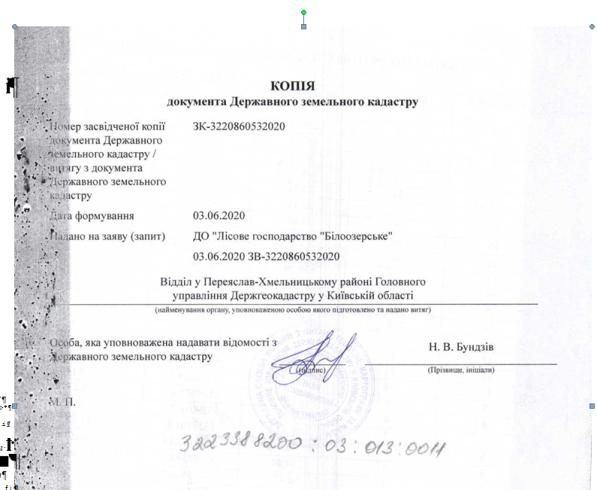 КОПІЯ
документа Державного земельного кадастру
Номер засвідченої копії ЗК-3220860532020
документа Державного
земельного кадастру /
витягу з документа
Державного земельного
кадастру
Дата формування 03.06.2020
Надано на заяву (запит) ДО "Лісове господарство "Білоозерське"
03.06.2020 ЗВ-3220860532020
Відділ у Переяслав-Хмельницькому районі Головного
управління Держгеокадастру у Київській області
(найменування органу, уповноваженою особою якого підготовлено та надано витяг)
Особа, яка уповноважена надавати відомості з
Державного земельного кадастру
Н. В. Бундзів
(підпис) (Прізвище, ініціали)
М. П.
3223388200:03:013:0011